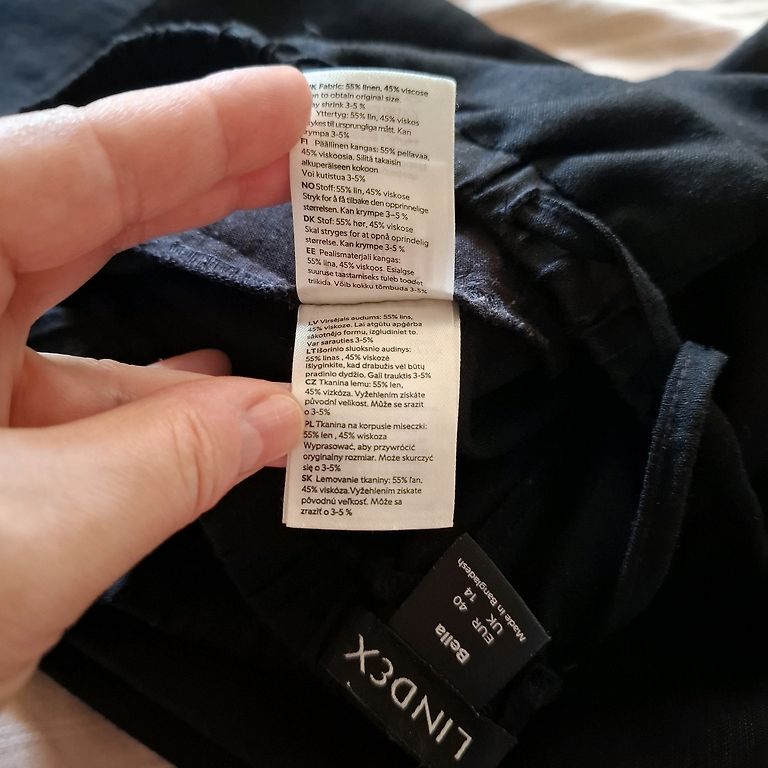 UK Fabric: 55% linen, 45% viscose
to obtain original size.
shrink 3-5 %
Yttertyg: 55% lin, 45% viskos
till ursprungliga mått. Kan
krympa 3-5%
FI Päällinen kangas: 55% pellavaa,
45% viskoosia. Silitä takaisin
alkuperäiseen kokoon
Voi kutistua 3-5%
NO Stoff: 55% lin, 45% viskose
Stryk for å få tilbake den opprinnelige
størrelsen. Kan krympe 3-5 %
DK Stof: 55% hør, 45% viskose
Skal stryges for at opnå oprindelig
størrelse. Kan krympe 3-5 %
EE Pealismaterjali kangas:
55% lina, 45% viskoos. Esialgse
suuruse taastamiseks tuleb toodet
triikida. Võib kokku tõmbuda 3-5%
LV Virsējais audums: 55% lins,
45% viskoze. Lai atgūtu apģērba
sākotnējo formu, izgludiniet to.
Var sarauties 3-5%
LT Išorinio sluoksnio audinys:
55% linas , 45% viskozė
Išlyginkite, kad drabužis vėl būtų
pradinio dydžio. Gali trauktis 3-5%
CZ Tkanina lemu: 55% len,
45% vizkóza. Vyžehlením získáte
původní velikost. Může se srazit
o 3-5%
PL Tkanina na korpusie miseczki:
55% len , 45% wiskoza
Wyprasować, aby przywrócić
oryginalny rozmiar. Może skurczyć
się o 3-5%
SK Lemovanie tkaniny: 55% ľan,
45% viskóza. Vyžehlením získate
pôvodnú veľkosť. Môže sa
zraziť o 3-5 %
LINDEX
Bella
EUR 40
UK 14
Made in Bangladesh